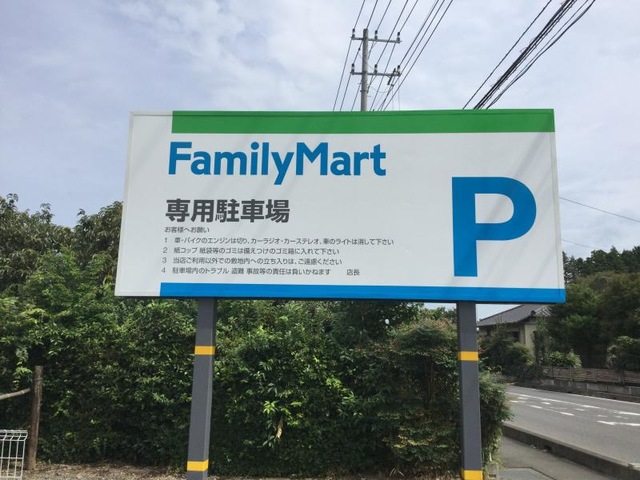 FamilyMart
P
専用駐車場
お客様へお願い
1 車・バイクのエンジンは切り、カーラジオ・カーステレオ、車のライトは消して下さい
2 紙コップ 紙袋等のゴミは備えつけのゴミ箱に入れて下さい
3 当店ご利用以外での敷地内への立ち入りは、ご遠慮ください
4 駐車場内のトラブル 盗難 事故等の責任は負いかねます 店長